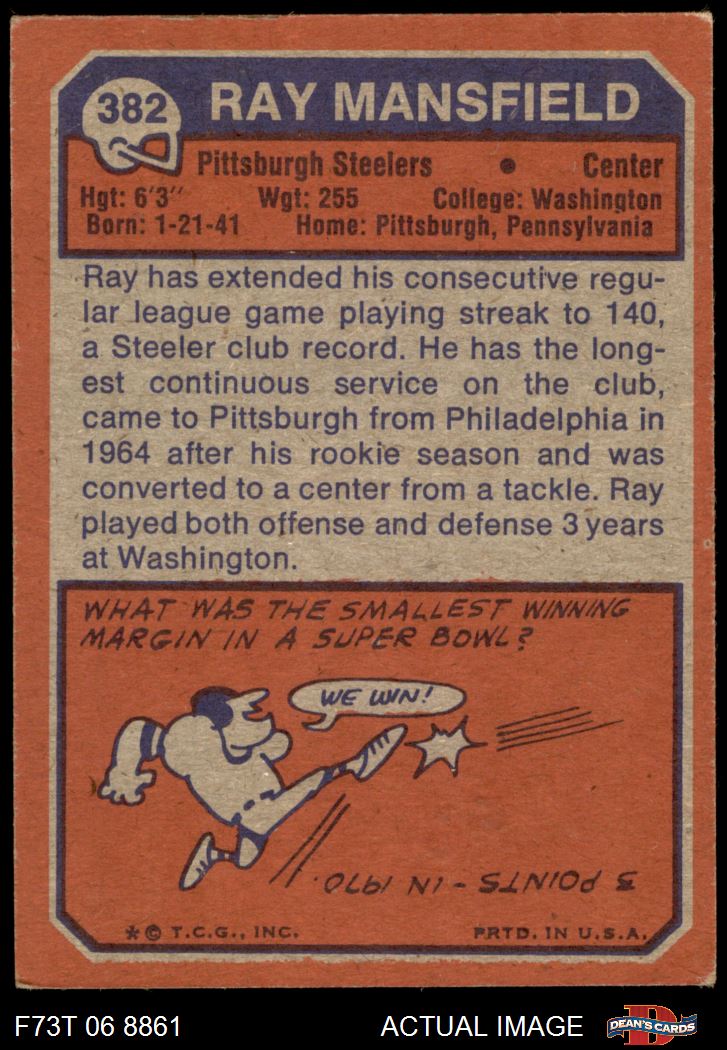 382
RAY MANSFIELD
Pittsburgh Steelers • Center
Hgt: 6'3" Wgt: 255 College: Washington
Born: 1-21-41 Home: Pittsburgh, Pennsylvania
Ray has extended his consecutive regu-
lar league game playing streak to 140,
a Steeler club record. He has the long-
est continuous service on the club,
came to Pittsburgh from Philadelphia in
1964 after his rookie season and was
converted to a center from a tackle. Ray
played both offense and defense 3 years
at Washington.
WHAT WAS THE SMALLEST WINNING
MARGIN IN A SUPER BOWL?
WE WIN!
3 POINTS - IN 1970.
*© T.C.G., INC. PRTD. IN U.S.A.
F73T 06 8861 ACTUAL IMAGE
D
DEAN'S CARDS